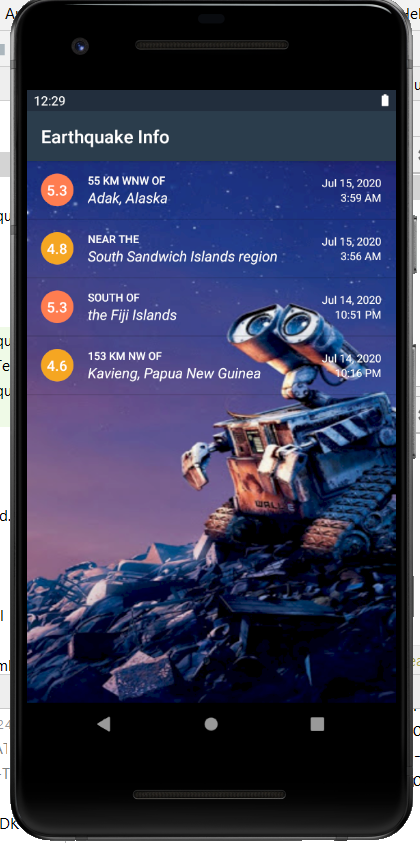 12:29
Earthquake Info
5.3
55 KM WNW OF
Adak, Alaska
Jul 15, 2020
3:59 AM
4.8
NEAR THE
South Sandwich Islands region
Jul 15, 2020
3:56 AM
5.3
SOUTH OF
the Fiji Islands
Jul 14, 2020
10:51 PM
4.6
153 KM NW OF
Kavieng, Papua New Guinea
Jul 14, 2020
10:16 PM
WALL-E